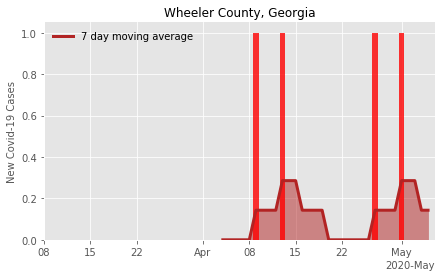 Wheeler County, Georgia
7 day moving average
New Covid-19 Cases
1.0
0.8
0.6
0.4
0.2
0.0
08 15 22 Apr 08 15 22 May
2020-May